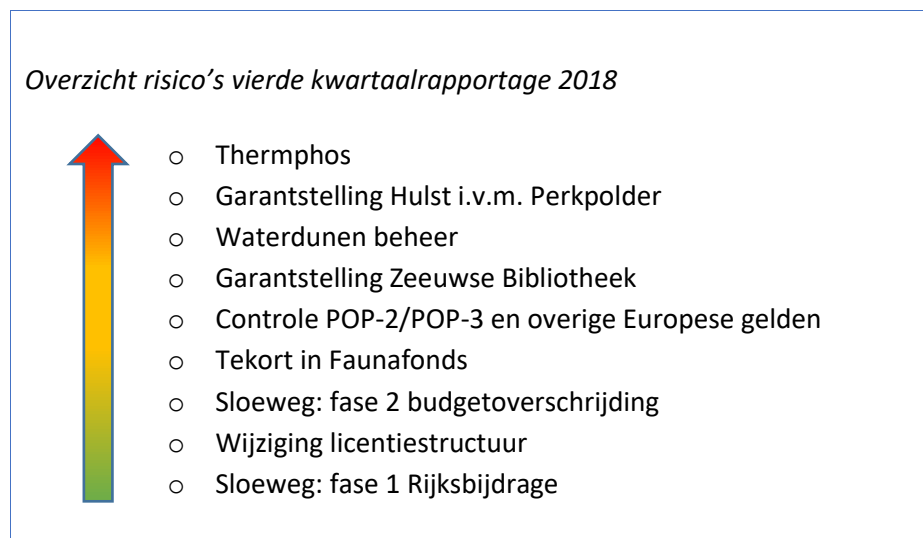 Overzicht risico’s vierde kwartaalrapportage 2018
o Thermphos
o Garantstelling Hulst i.v.m. Perkpolder
o Waterdunen beheer
o Garantstelling Zeeuwse Bibliotheek
o Controle POP-2/POP-3 en overige Europese gelden
o Tekort in Faunafonds
o Sloeweg: fase 2 budgetoverschrijding
o Wijziging licentiestructuur
o Sloeweg: fase 1 Rijksbijdrage